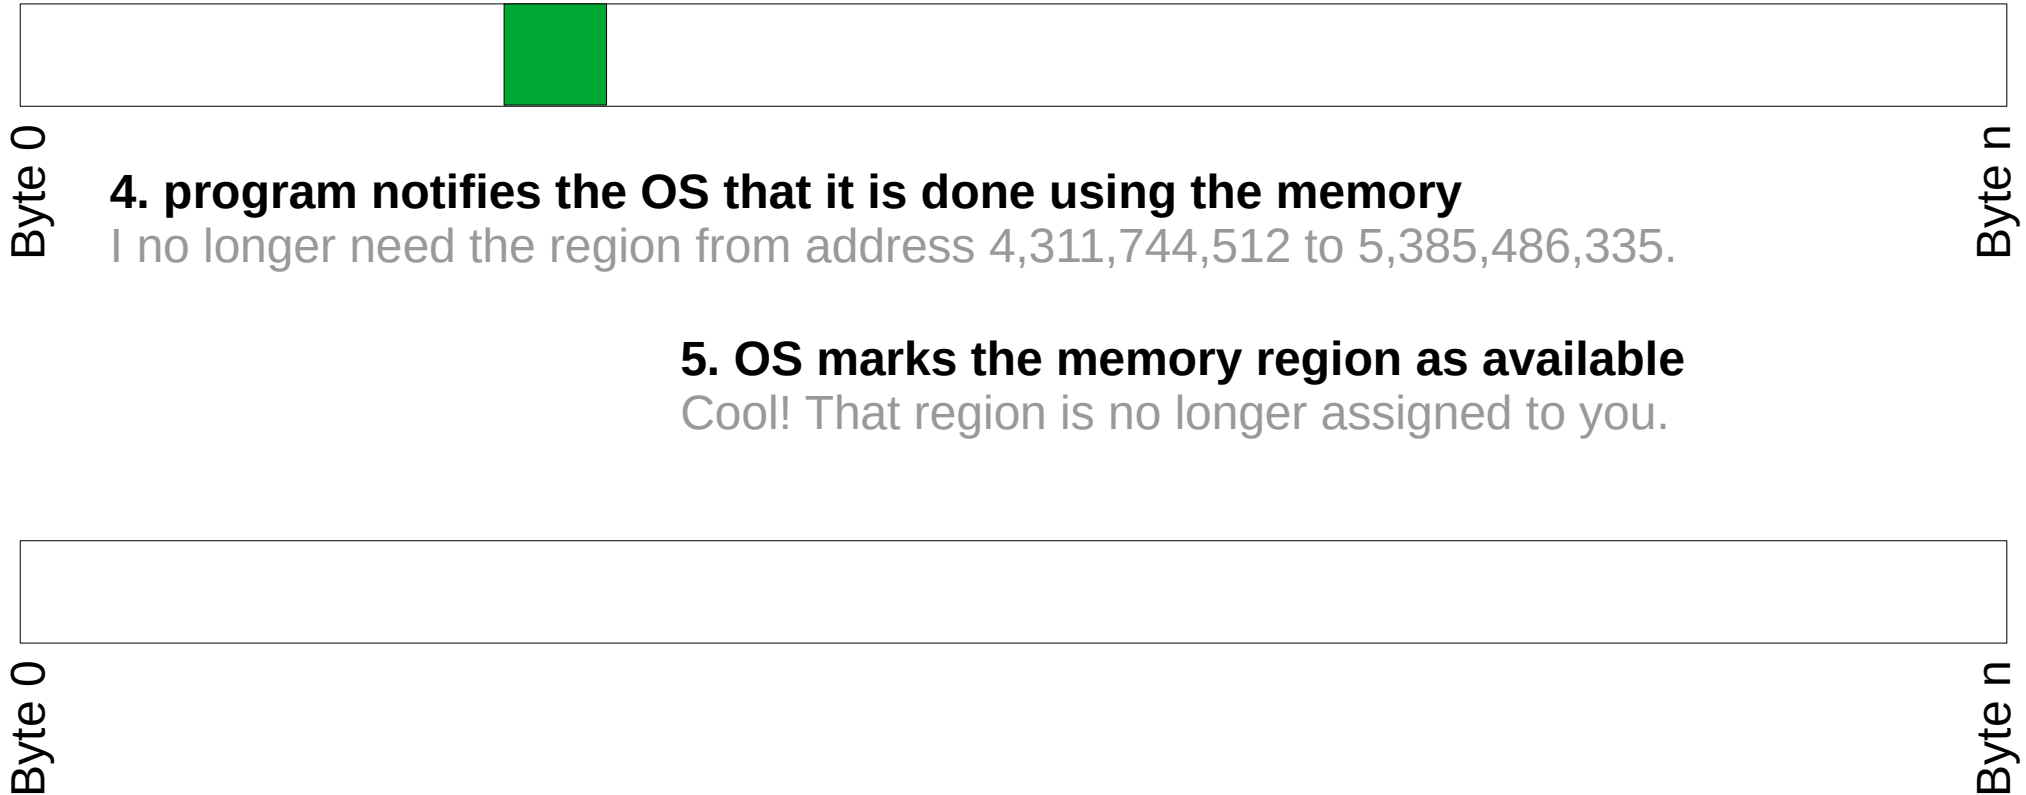 Byte 0
Byte n
4. program notifies the OS that it is done using the memory
I no longer need the region from address 4,311,744,512 to 5,385,486,335.
5. OS marks the memory region as available
Cool! That region is no longer assigned to you.
Byte 0
Byte n